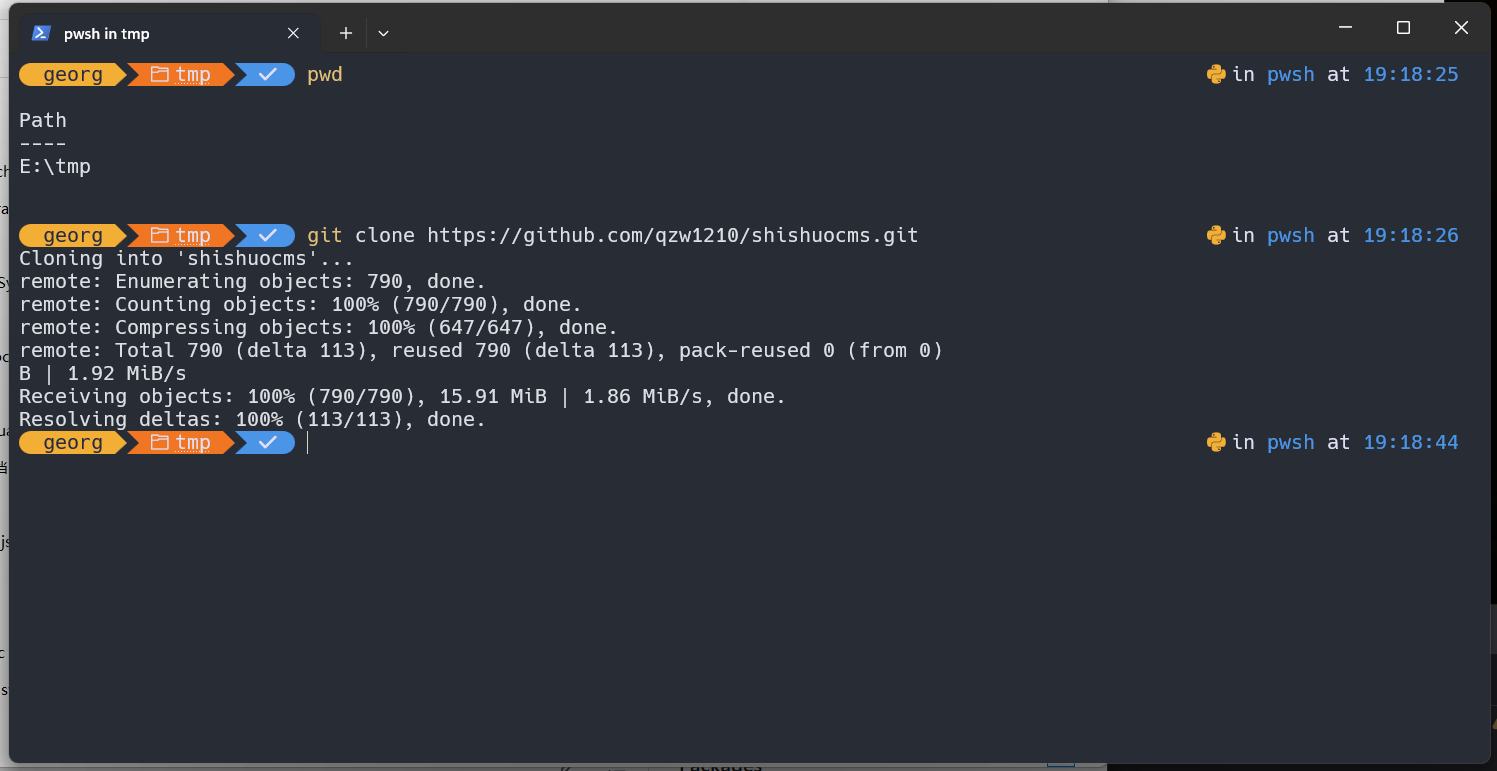 pwsh in tmp
georg tmp pwd in pwsh at 19:18:25
Path
----
E:\tmp
georg tmp git clone https://github.com/qzw1210/shishuocms.git in pwsh at 19:18:26
Cloning into 'shishuocms'...
remote: Enumerating objects: 790, done.
remote: Counting objects: 100% (790/790), done.
remote: Compressing objects: 100% (647/647), done.
remote: Total 790 (delta 113), reused 790 (delta 113), pack-reused 0 (from 0)
B | 1.92 MiB/s
Receiving objects: 100% (790/790), 15.91 MiB | 1.86 MiB/s, done.
Resolving deltas: 100% (113/113), done.
georg tmp in pwsh at 19:18:44